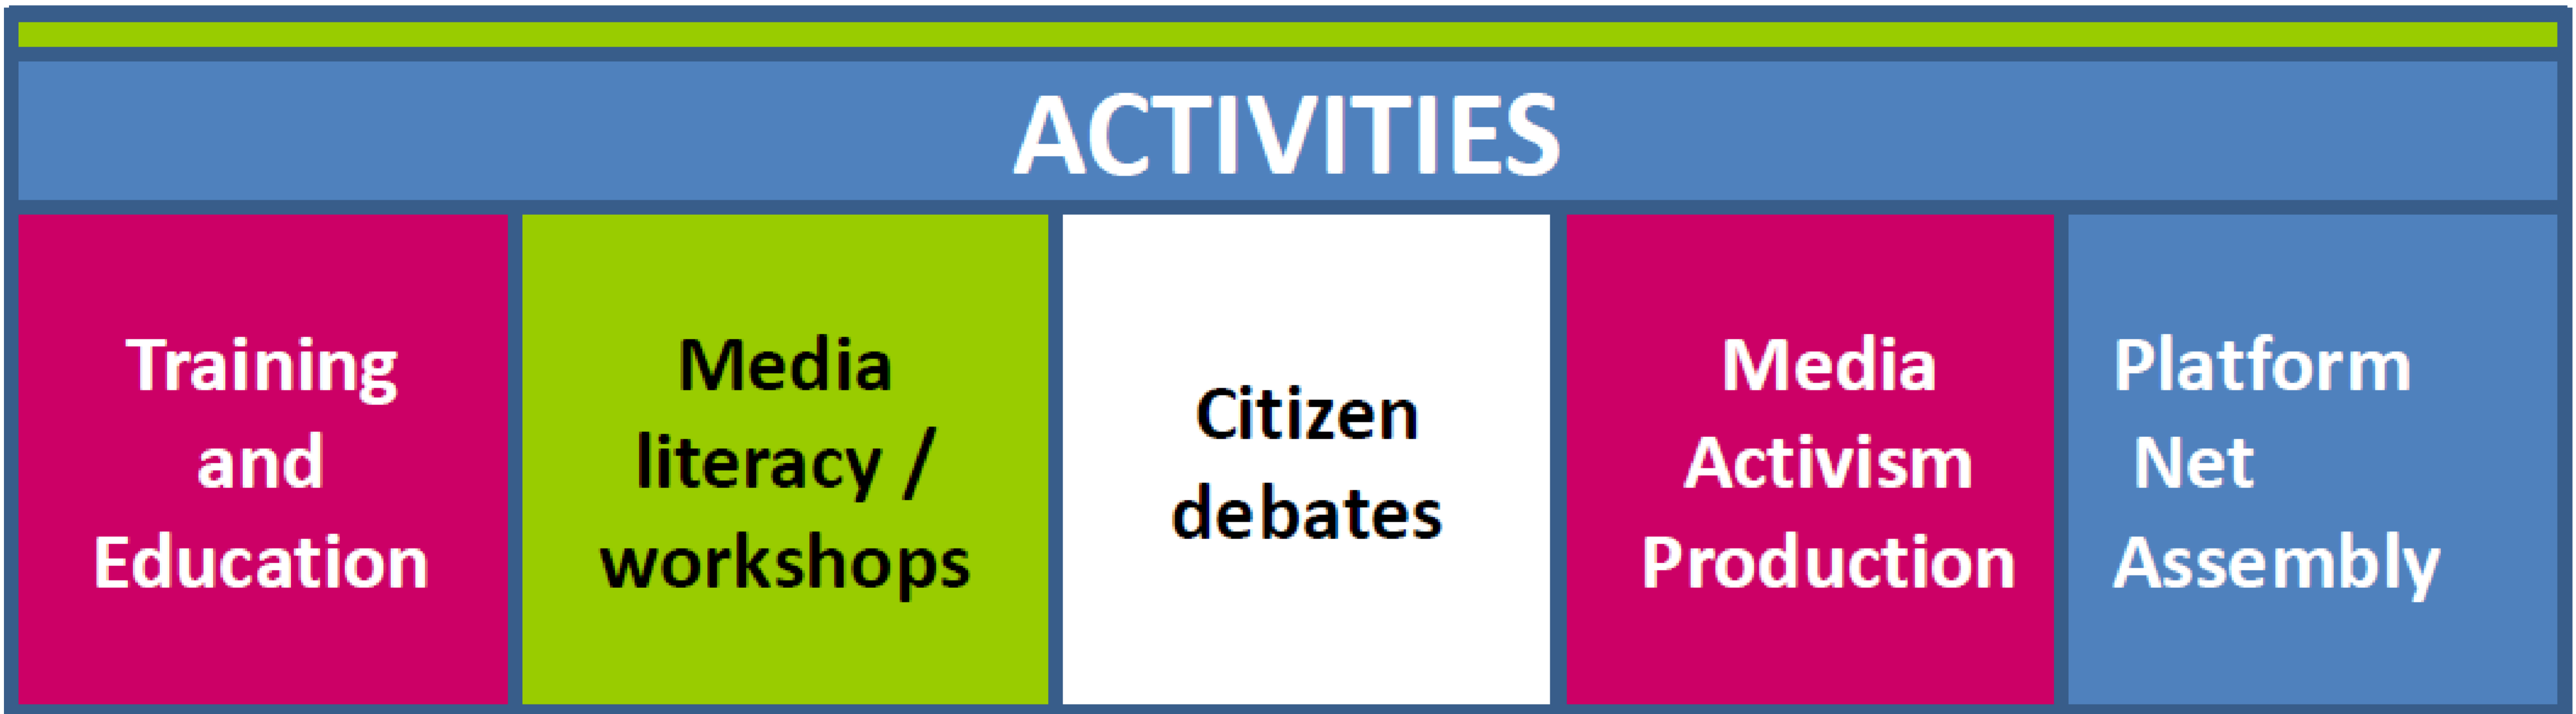 ACTIVITIES
Training
and
Education
Media
literacy /
workshops
Citizen
debates
Media
Activism
Production
Platform
Net
Assembly